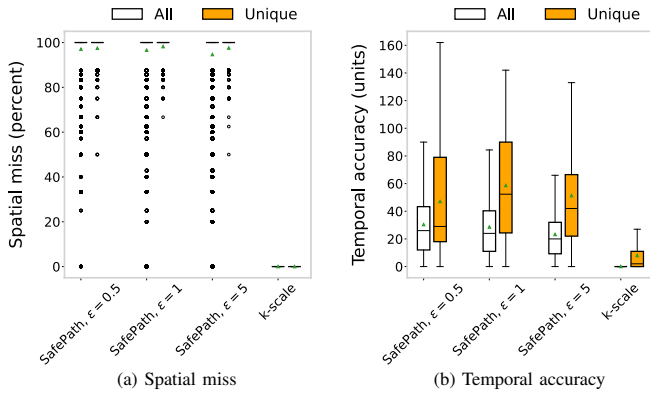 All Unique
Spatial miss (percent)
100
80
60
40
20
0
SafePath, ε = 0.5
SafePath, ε = 1
SafePath, ε = 5
k-scale
(a) Spatial miss
All Unique
Temporal accuracy (units)
160
140
120
100
80
60
40
20
0
SafePath, ε = 0.5
SafePath, ε = 1
SafePath, ε = 5
k-scale
(b) Temporal accuracy